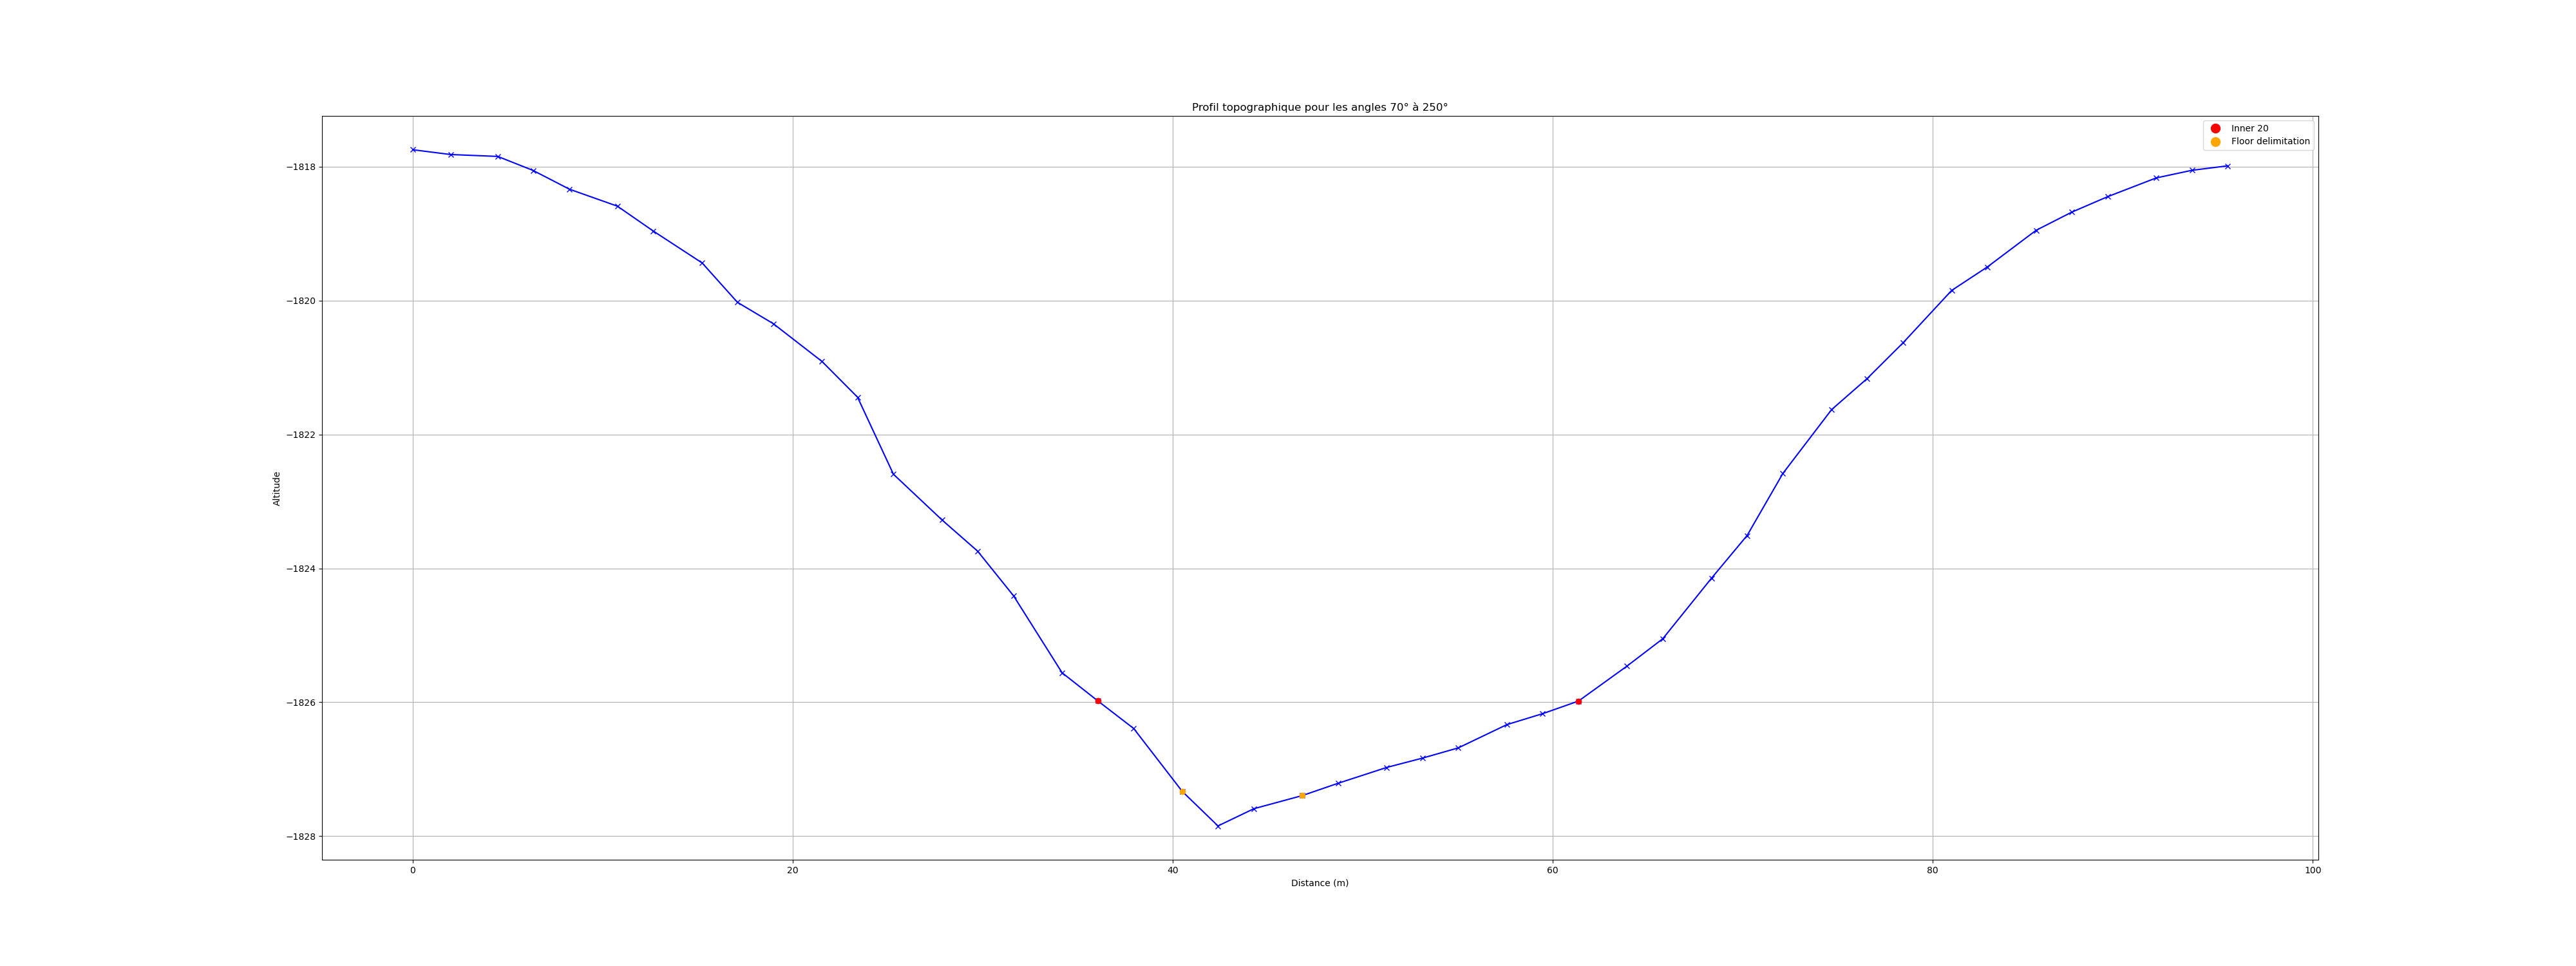 Profil topographique pour les angles 70° à 250°
Inner 20
Floor delimitation
−1818
−1820
−1822
−1824
−1826
−1828
Altitude
0 20 40 60 80 100
Distance (m)